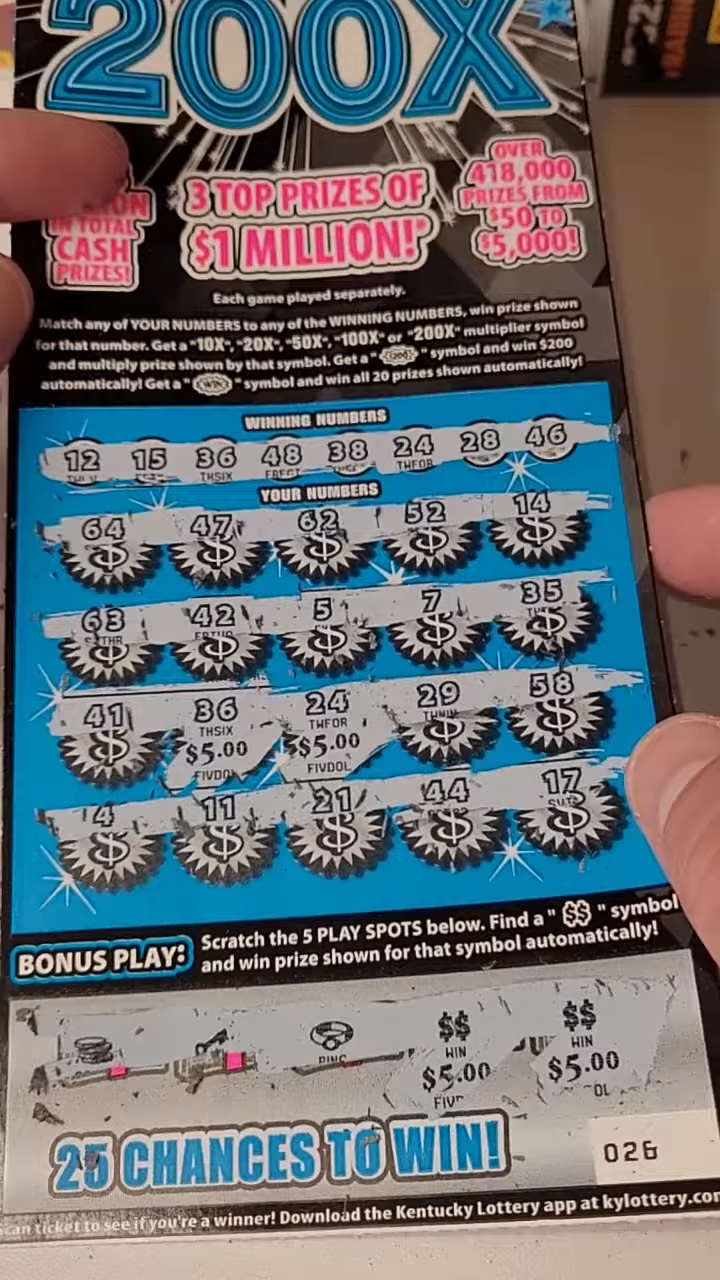 200X
IN TOTAL
CASH
PRIZES!
3 TOP PRIZES OF
$1 MILLION!*
OVER
418,000
PRIZES FROM
$50 TO
$5,000!
Each game played separately.
Match any of YOUR NUMBERS to any of the WINNING NUMBERS, win prize shown
for that number. Get a "10X", "20X", "50X", "100X" or "200X" multiplier symbol
and multiply prize shown by that symbol. Get a " " symbol and win $200
automatically! Get a " " symbol and win all 20 prizes shown automatically!
WINNING NUMBERS
12 15 36 48 38 24 28 46
THSIX TWFOR
YOUR NUMBERS
64 47 62 52 14
$ $ $ $ $
63 42 5 7 35
$ $ $ $ $
41 36 24 29 58
THSIX TWFOR
$ $5.00 $5.00 $ $
FIVDOL FIVDOL
4 11 21 44 17
$ $ $ $ $
BONUS PLAY:
Scratch the 5 PLAY SPOTS below. Find a "$$" symbol
and win prize shown for that symbol automatically!
$$ $$
RING WIN WIN
$5.00 $5.00
25 CHANCES TO WIN!
026
Scan ticket to see if you're a winner! Download the Kentucky Lottery app at kylottery.com